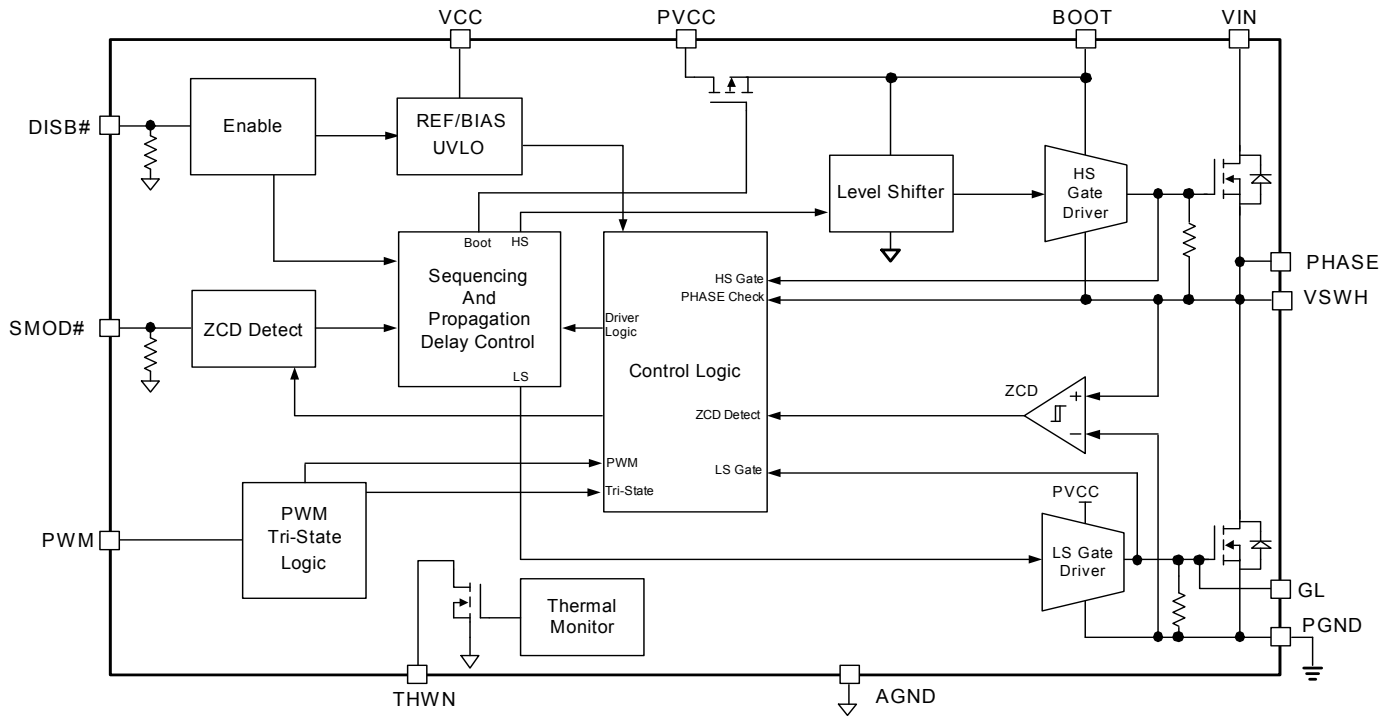 VCC
PVCC
BOOT
VIN
DISB#
Enable
REF/BIAS
UVLO
Level Shifter
HS
Gate
Driver
Boot
HS
Sequencing
And
Propagation
Delay Control
LS
HS Gate
PHASE Check
PHASE
VSWH
SMOD#
ZCD Detect
Driver
Logic
Control Logic
ZCD Detect
ZCD
+
−
PWM
LS Gate
Tri-State
PWM
PWM
Tri-State
Logic
PVCC
LS Gate
Driver
GL
Thermal
Monitor
PGND
THWN
AGND